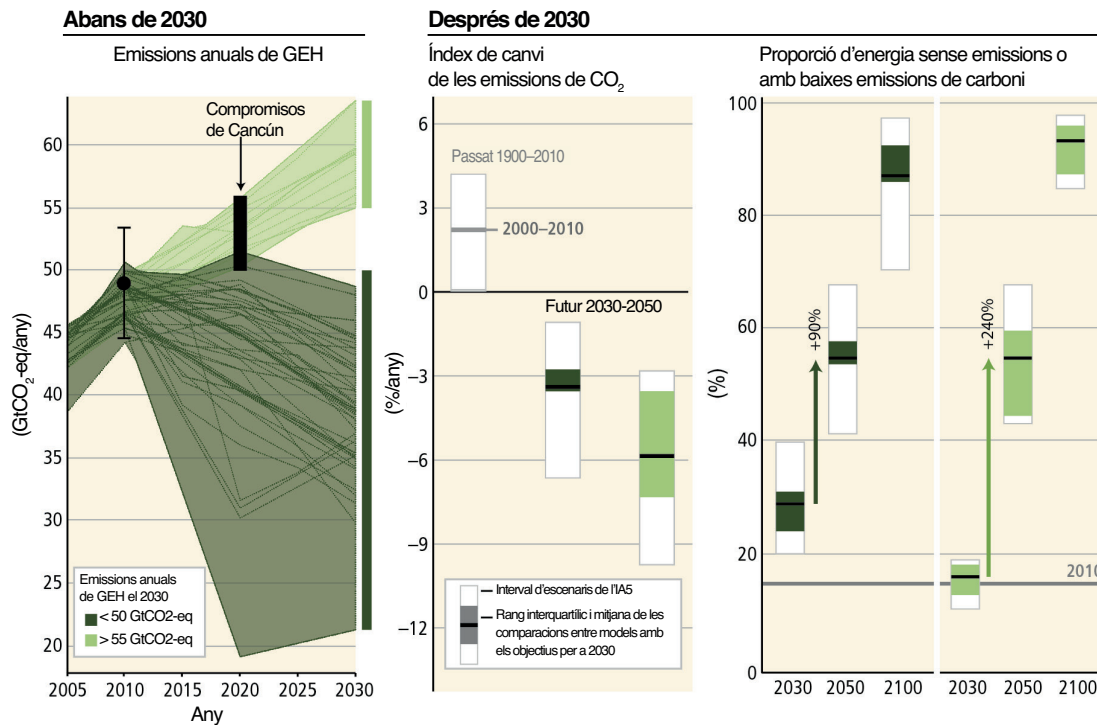 Abans de 2030
Emissions anuals de GEH
(GtCO2-eq/any)
60
55
50
45
40
35
30
25
20
18
Compromisos
de Cancún
Emissions anuals
de GEH el 2030
< 50 GtCO2-eq
> 55 GtCO2-eq
2005 2010 2015 2020 2025 2030
Any
Després de 2030
Índex de canvi
de les emissions de CO2
(%/any)
6
3
0
–3
–6
–9
–12
Passat 1900–2010
2000–2010
Futur 2030-2050
Interval d'escenaris de l'IA5
Rang interquartílic i mitjana de les
comparacions entre models amb
els objectius per a 2030
Proporció d'energia sense emissions o
amb baixes emissions de carboni
(%)
100
80
60
40
20
0
+90%
+240%
2010
2030 2050 2100 2030 2050 2100